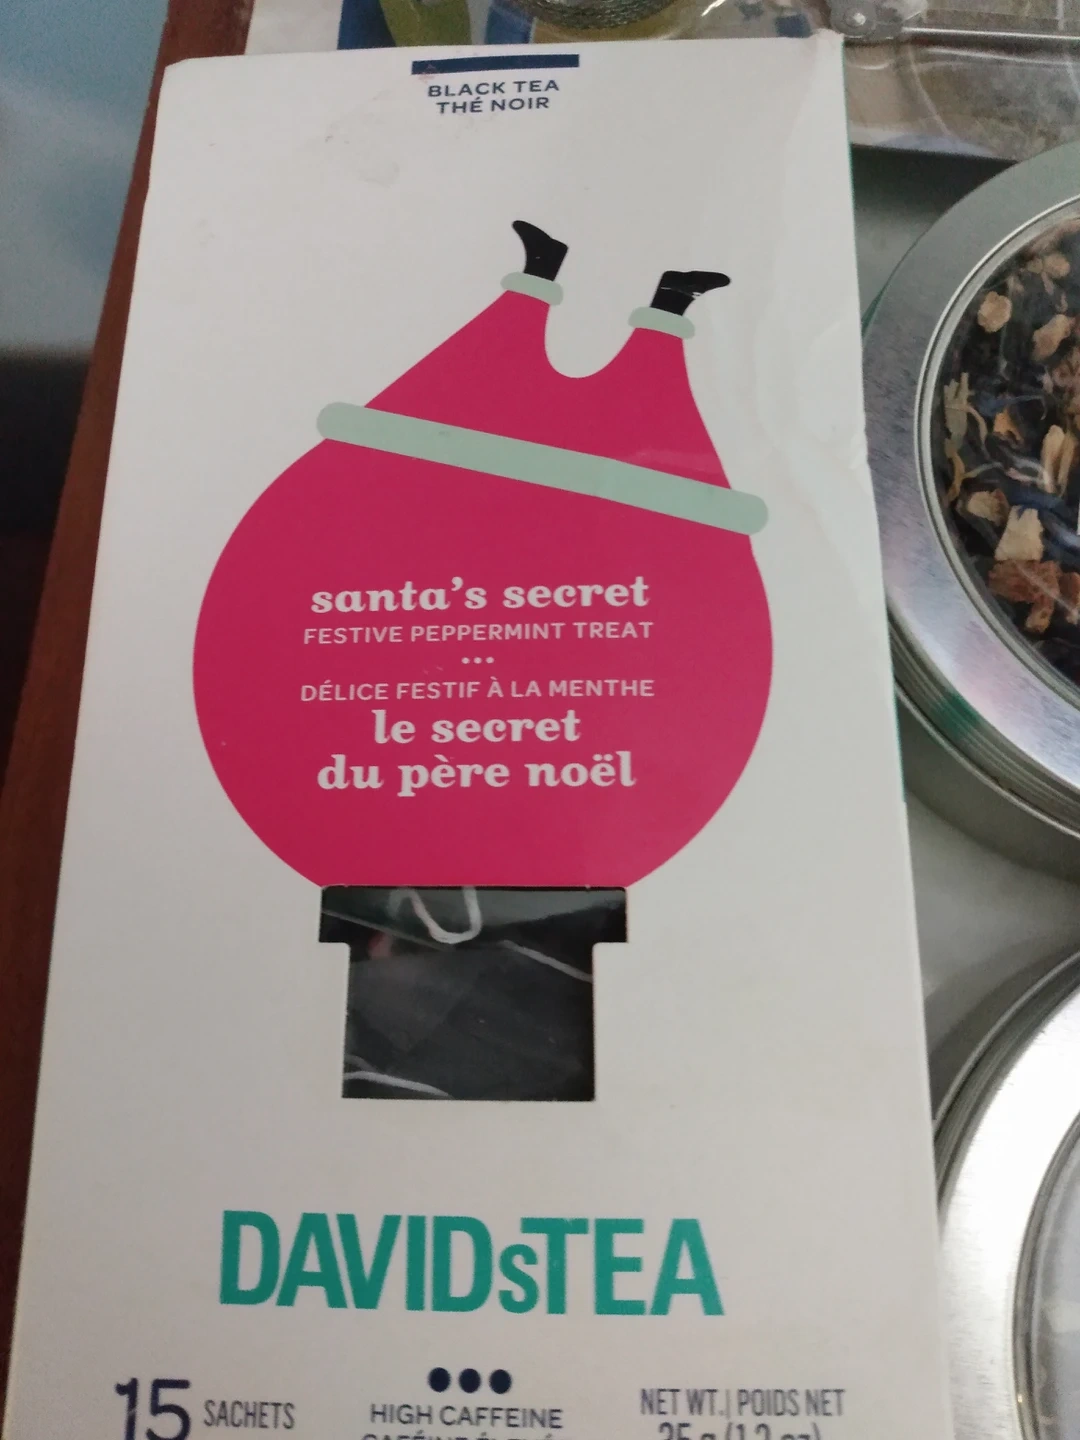 BLACK TEA
THÉ NOIR
santa's secret
FESTIVE PEPPERMINT TREAT
•••
DÉLICE FESTIF À LA MENTHE
le secret
du père noël
DAVIDsTEA
15 SACHETS
HIGH CAFFEINE
NET WT. | POIDS NET